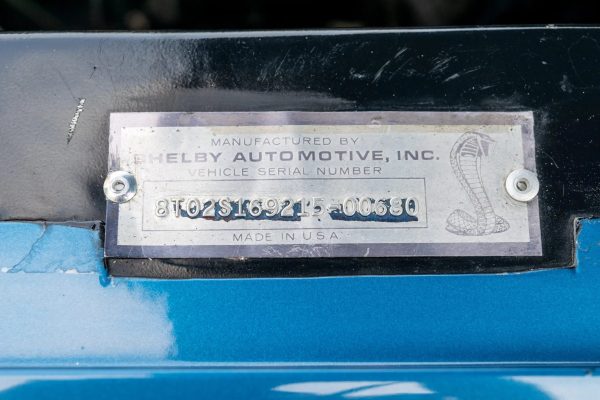 MANUFACTURED BY
SHELBY AUTOMOTIVE, INC.
VEHICLE SERIAL NUMBER
8T02S169215-00680
MADE IN U.S.A.